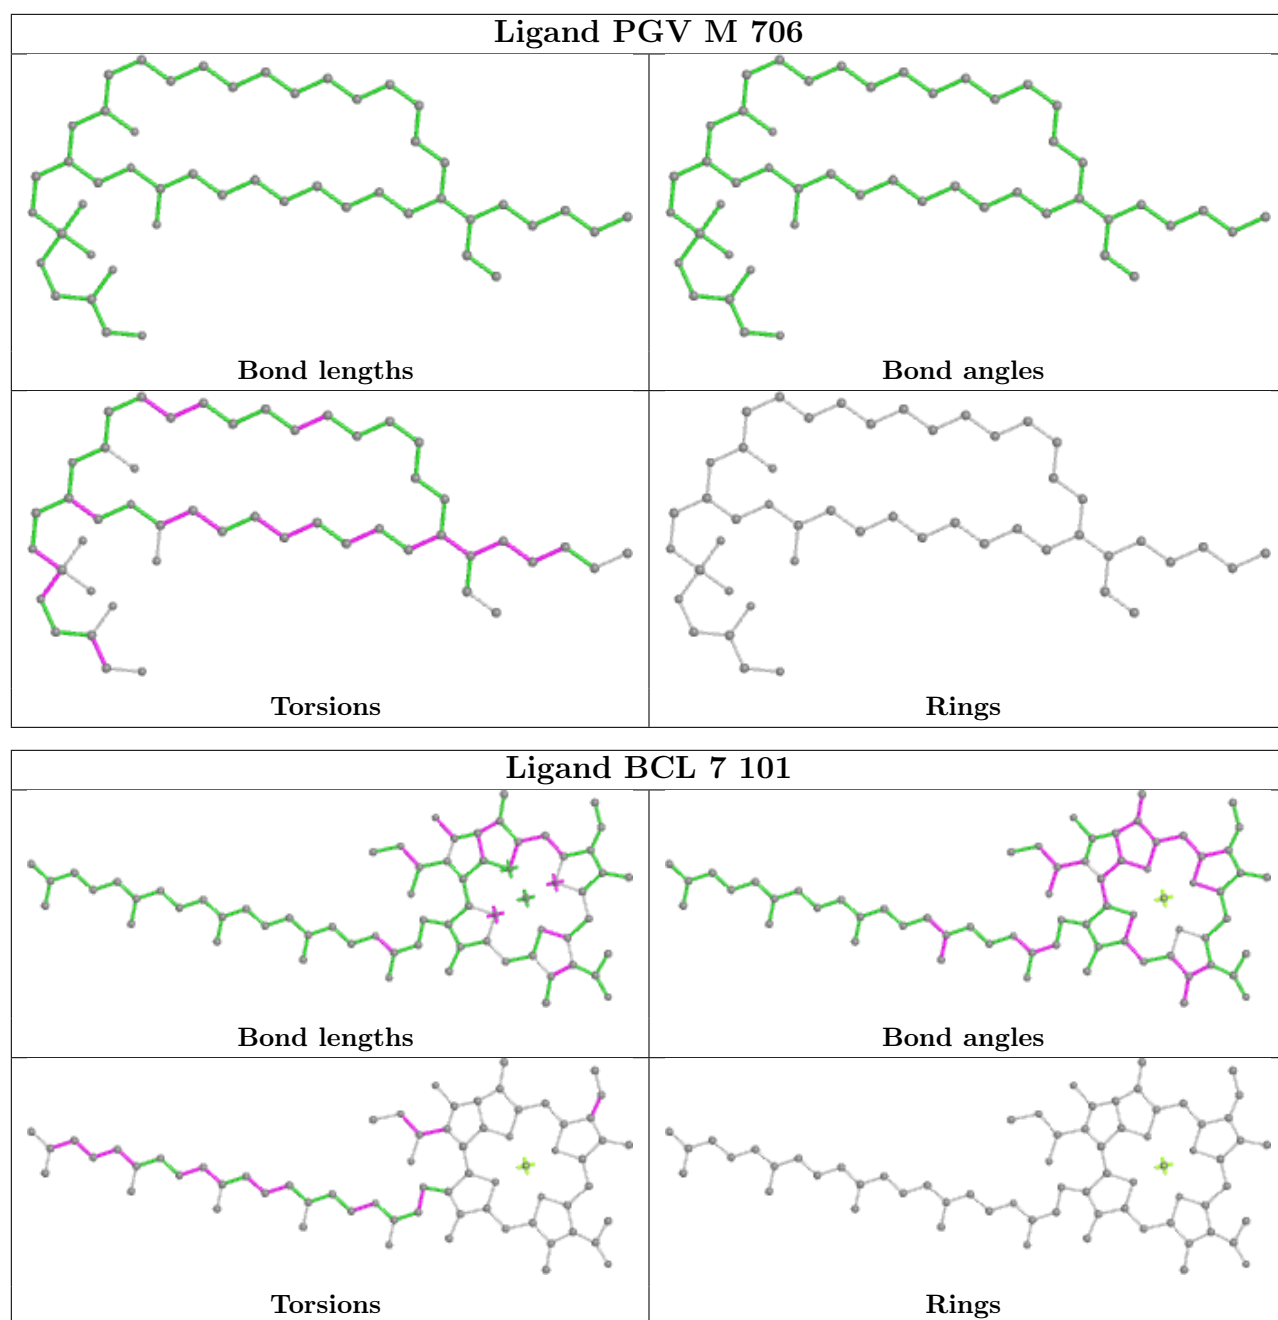 Ligand PGV M 706
Bond lengths
Bond angles
Torsions
Rings
Ligand BCL 7 101
Bond lengths
Bond angles
Torsions
Rings